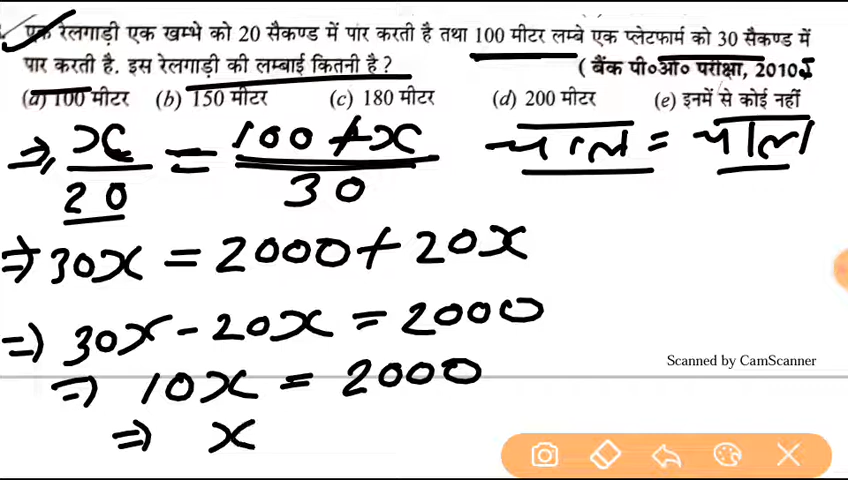 एक रेलगाड़ी एक खम्भे को 20 सैकण्ड में पार करती है तथा 100 मीटर लम्बे एक प्लेटफार्म को 30 सैकण्ड में
पार करती है. इस रेलगाड़ी की लम्बाई कितनी है ? ( बैंक पी०ओ० परीक्षा, 2010 )
(a) 100 मीटर (b) 150 मीटर (c) 180 मीटर (d) 200 मीटर (e) इनमें से कोई नहीं
⇒ x/20 = 100 + x/30 चाल = चाल
⇒ 30x = 2000 + 20x
⇒ 30x - 20x = 2000
⇒ 10x = 2000
⇒ x
Scanned by CamScanner